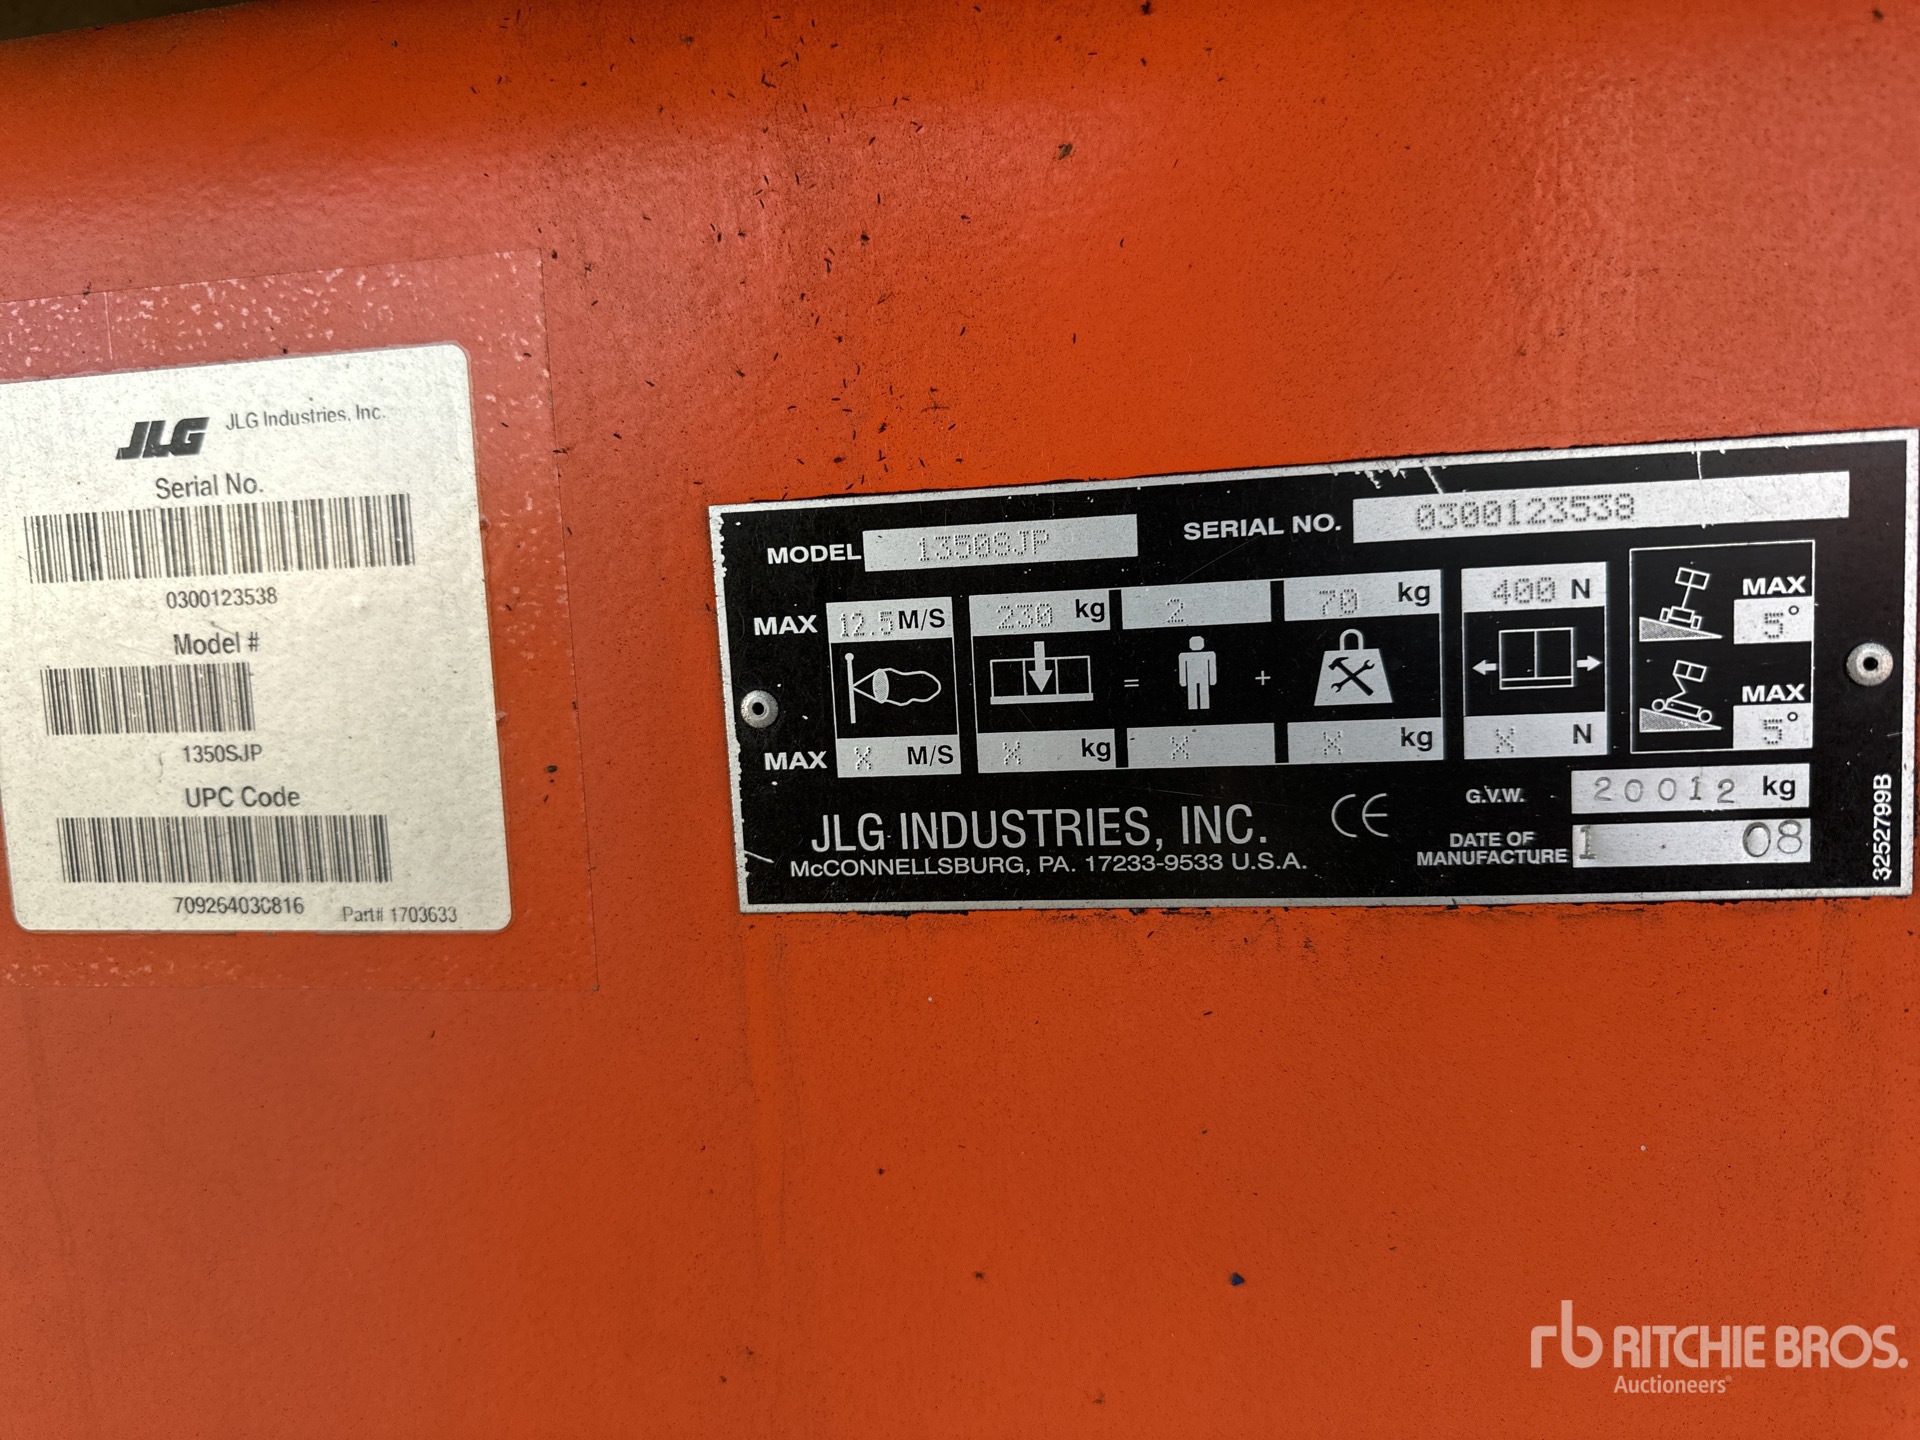 JLG JLG Industries, Inc.
Serial No.
0300123538
Model #
1350SJP
UPC Code
70926403C816
Part# 1703633
MODEL 1350SJP SERIAL NO. 0300123538
MAX 12.5 M/S 230 kg 2 70 kg 400 N
= +
MAX X M/S X kg X X kg X N
MAX
5°
MAX
5°
G.V.W. 20012 kg
DATE OF
MANUFACTURE 1 08
JLG INDUSTRIES, INC. CE
McCONNELLSBURG, PA. 17233-9533 U.S.A.
3252799B
rb RITCHIE BROS.
Auctioneers